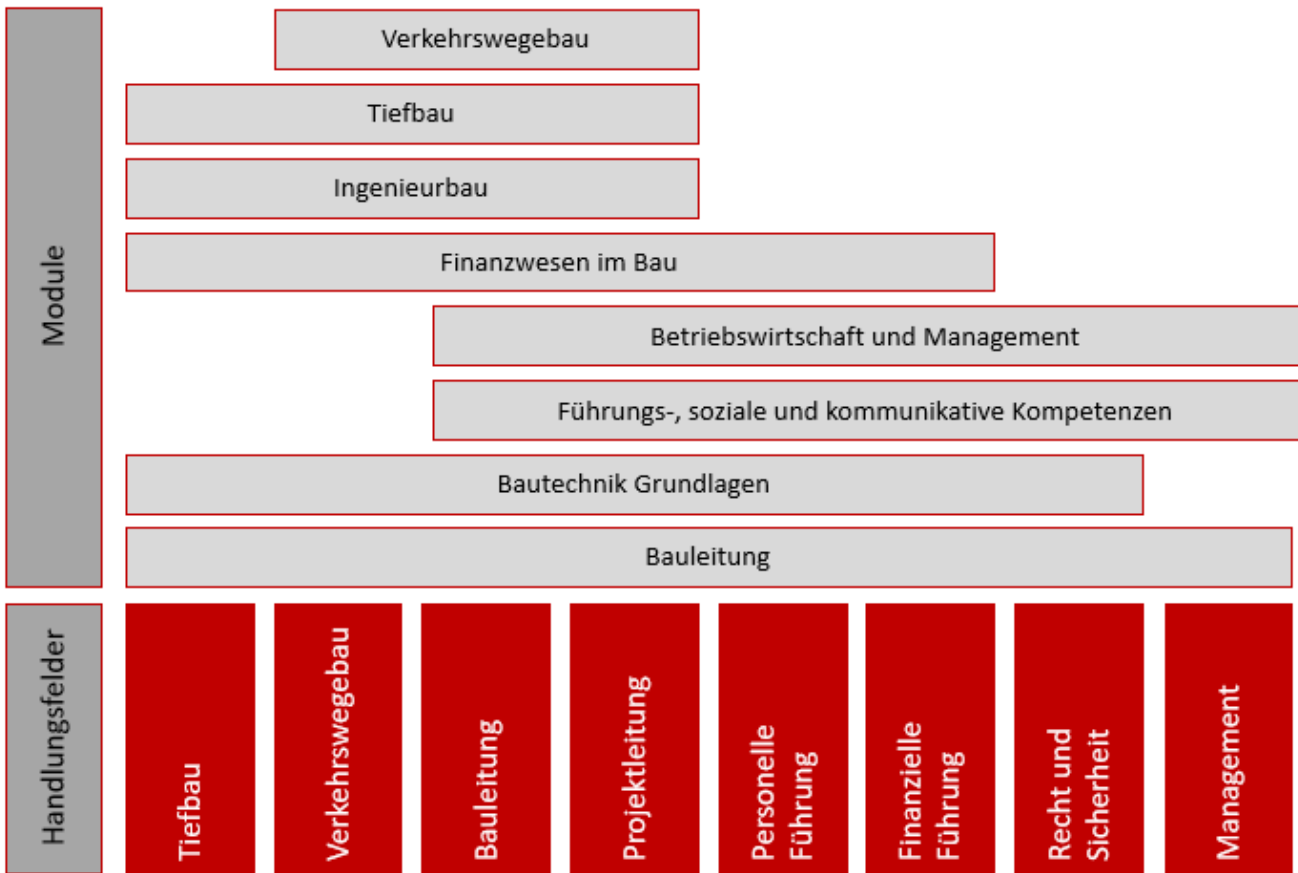 Module
Verkehrswegebau
Tiefbau
Ingenieurbau
Finanzwesen im Bau
Betriebswirtschaft und Management
Führungs-, soziale und kommunikative Kompetenzen
Bautechnik Grundlagen
Bauleitung
Handlungsfelder
Tiefbau
Verkehrswegebau
Bauleitung
Projektleitung
Personelle
Führung
Finanzielle
Führung
Recht und
Sicherheit
Management